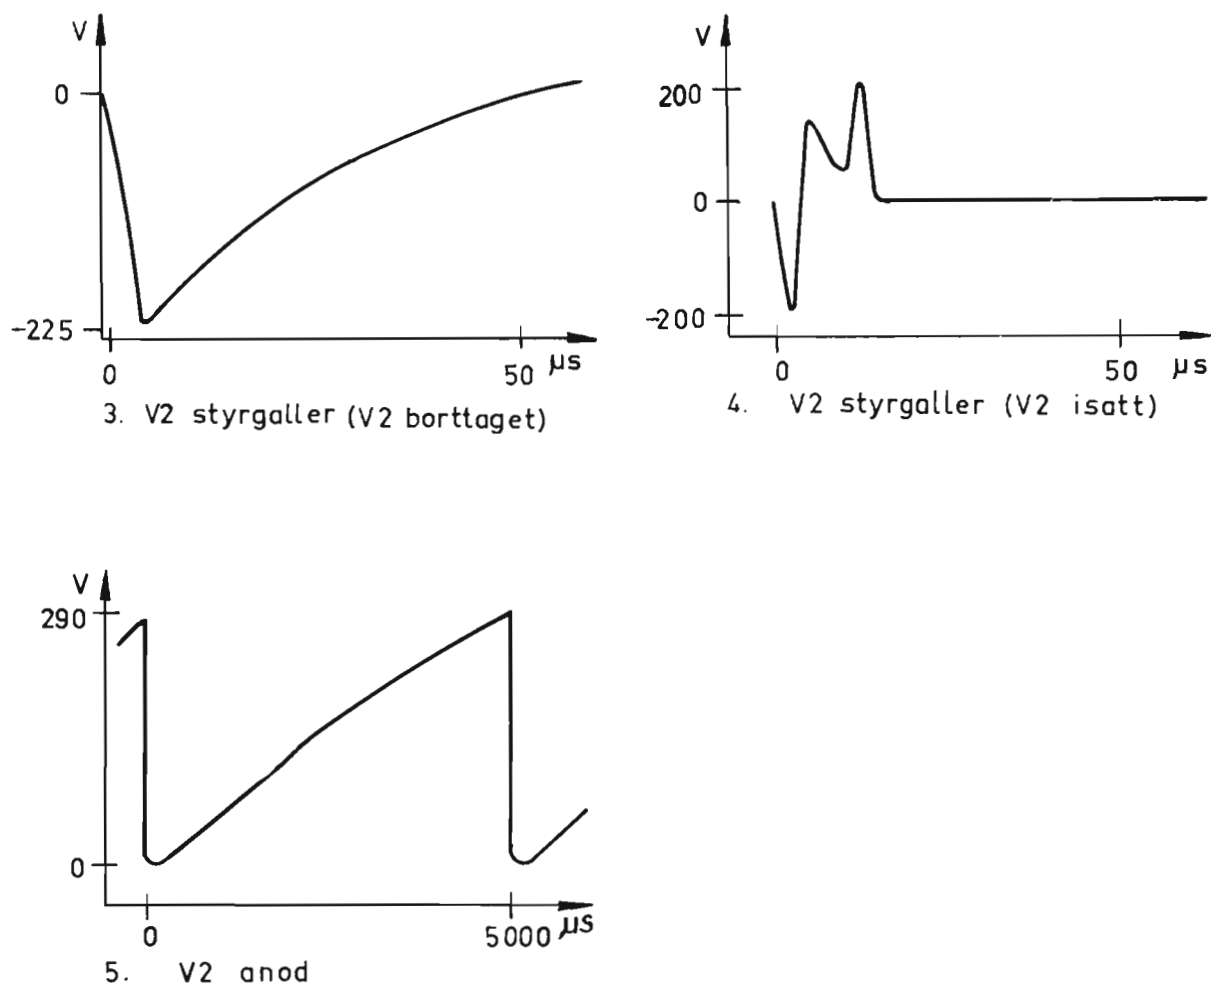 V
0
-225
0
50
µs
3. V2 styrgaller (V2 borttaget)
V
200
0
-200
0
50
µs
4. V2 styrgaller (V2 isatt)
V
290
0
0
5000
µs
5. V2 anod